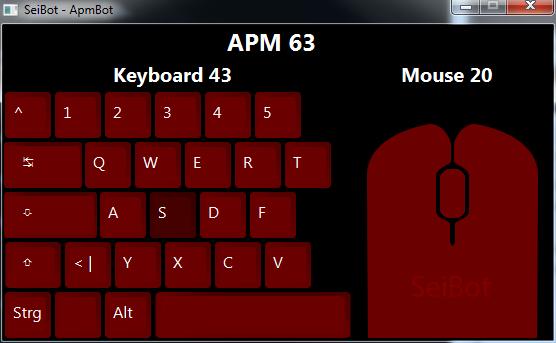 SeiBot - ApmBot
APM 63
Keyboard 43
Mouse 20
^ 1 2 3 4 5
↹ Q W E R T
⇩ A S D F
⇧ <| Y X C V
Strg Alt
SeiBot